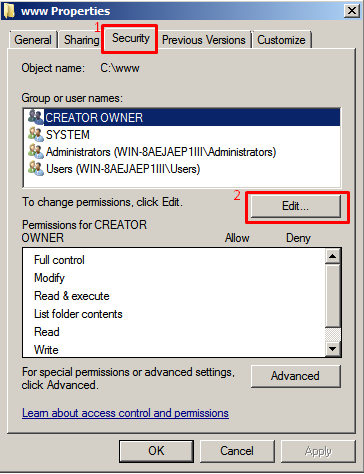 www Properties
1
General Sharing Security Previous Versions Customize
Object name: C:\www
Group or user names:
CREATOR OWNER
SYSTEM
Administrators (WIN-8AEJAEP1III\Administrators)
Users (WIN-8AEJAEP1III\Users)
2
To change permissions, click Edit. Edit...
Permissions for CREATOR
OWNER Allow Deny
Full control
Modify
Read & execute
List folder contents
Read
Write
For special permissions or advanced settings,
click Advanced. Advanced
Learn about access control and permissions
OK Cancel Apply